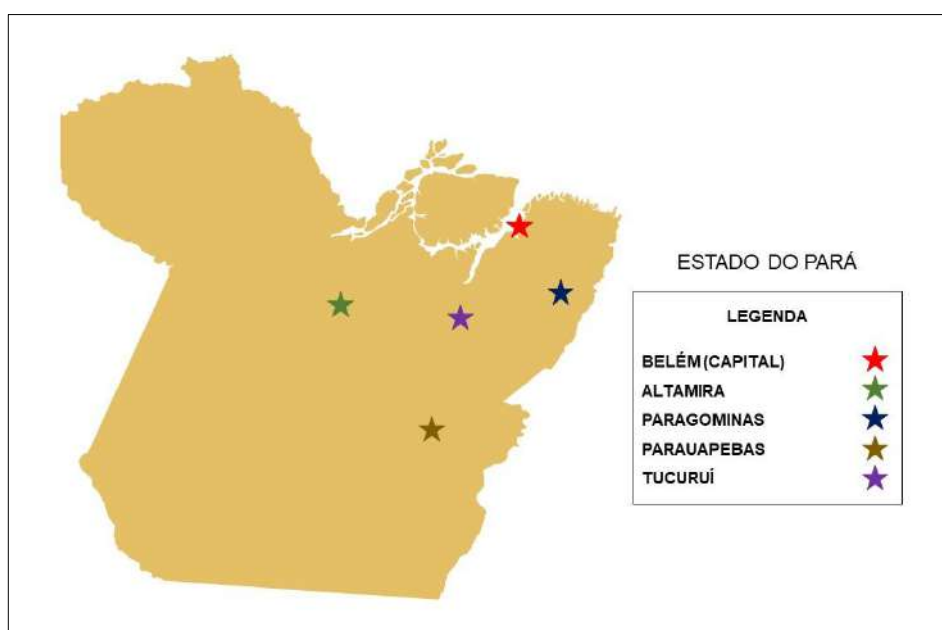 ESTADO DO PARÁ
LEGENDA
BELÉM (CAPITAL)
ALTAMIRA
PARAGOMINAS
PARAUAPEBAS
TUCURUÍ